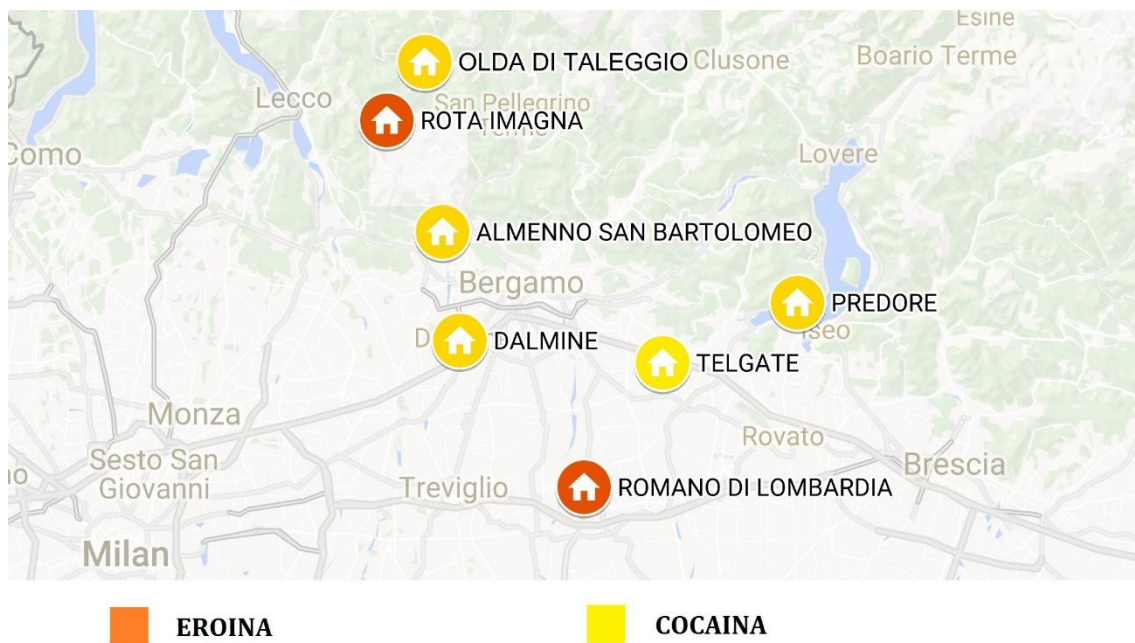 Esine
OLDA DI TALEGGIO
Clusone
Boario Terme
Lecco
San Pellegrino
ROTA IMAGNA
Como
Lovere
ALMENNO SAN BARTOLOMEO
Bergamo
PREDORE
Iseo
DALMINE
TELGATE
Monza
Rovato
Sesto San
Giovanni
Treviglio
ROMANO DI LOMBARDIA
Brescia
Milan
EROINA
COCAINA